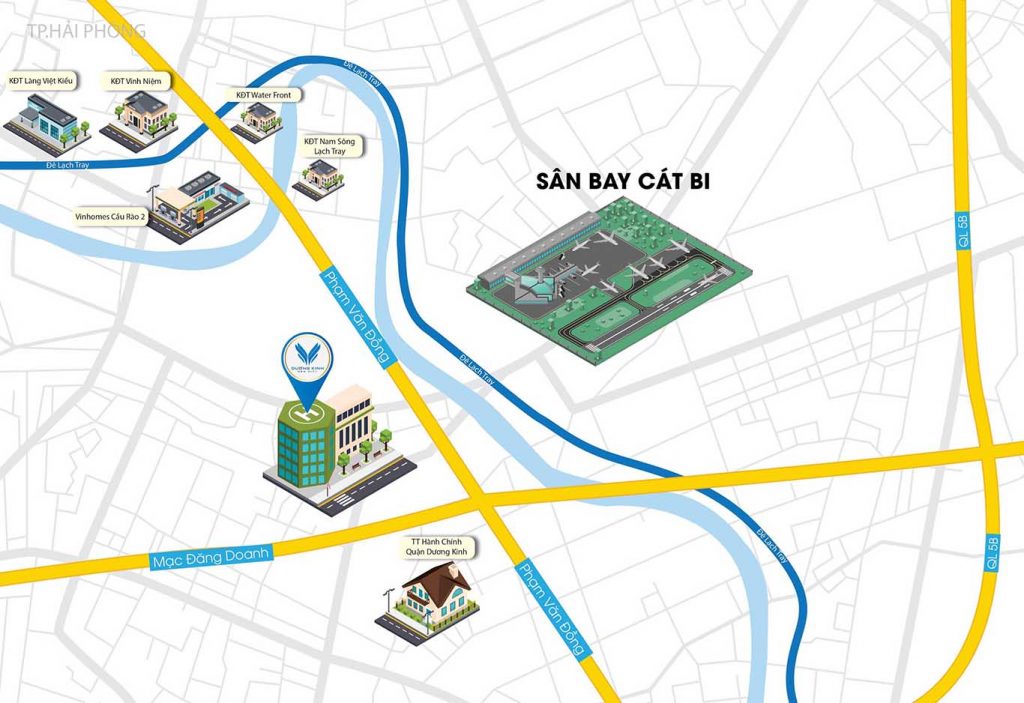 TP.HẢI PHÒNG
KĐT Làng Việt Kiều
KĐT Vĩnh Niệm
KĐT Water Front
Đê Lạch Tray
KĐT Nam Sông
Lạch Tray
Đê Lạch Tray
SÂN BAY CÁT BI
Vinhomes Cầu Rào 2
QL 5B
Phạm Văn Đồng
DƯƠNG KINH
NEW CITY
Đê Lạch Tray
H
Mạc Đăng Doanh
TT Hành Chính
Quận Dương Kinh
Đê Lạch Tray
QL 5B
Phạm Văn Đồng